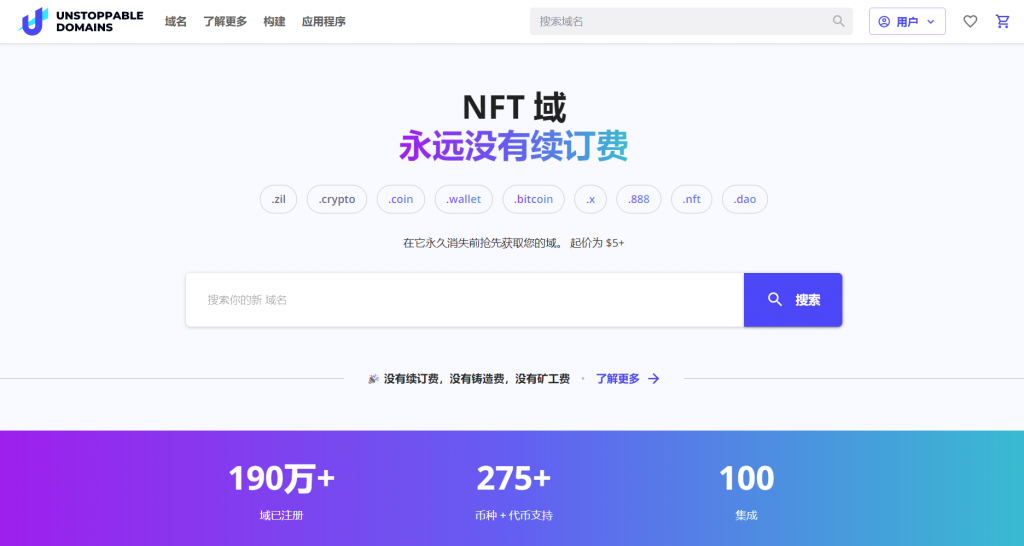 UNSTOPPABLE
DOMAINS
域名 了解更多 构建 应用程序
搜索域名
用户
NFT 域
永远没有续订费
.zil .crypto .coin .wallet .bitcoin .x .888 .nft .dao
在它永久消失前抢先获取您的域。 起价为 $5+
搜索你的新 域名
搜索
🎉 没有续订费，没有铸造费，没有矿工费 · 了解更多 →
190万+ 275+ 100
域已注册 币种 + 代币支持 集成